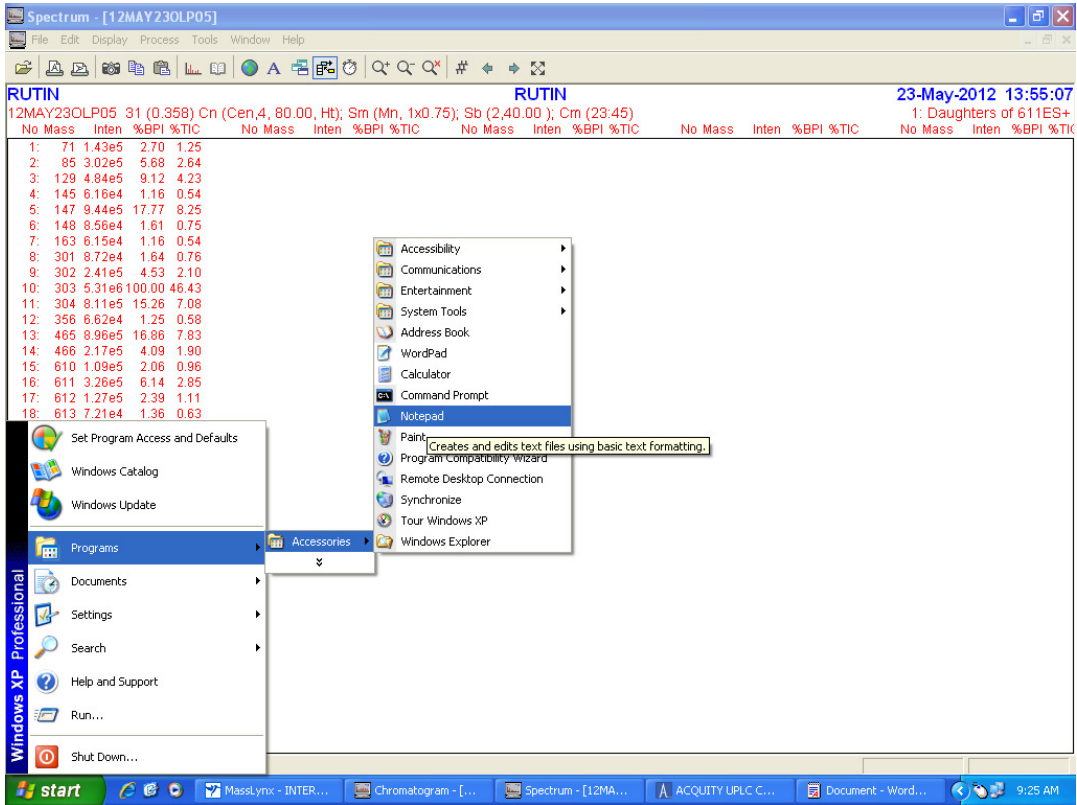 Spectrum - [12MAY23OLP05]
File Edit Display Process Tools Window Help
RUTIN RUTIN 23-May-2012 13:55:07
12MAY23OLP05 31 (0.358) Cn (Cen,4, 80.00, Ht); Sm (Mn, 1x0.75); Sb (2,40.00 ); Cm (23:45) 1: Daughters of 611ES+
No Mass Inten %BPI %TIC No Mass Inten %BPI %TIC No Mass Inten %BPI %TIC No Mass Inten %BPI %TIC No Mass Inten %BPI %TIC
1: 71 1.43e5 2.70 1.25
2: 85 3.02e5 5.68 2.64
3: 129 4.84e5 9.12 4.23
4: 145 6.16e4 1.16 0.54
5: 147 9.44e5 17.77 8.25
6: 148 8.56e4 1.61 0.75
7: 163 6.15e4 1.16 0.54
8: 301 8.72e4 1.64 0.76
9: 302 2.41e5 4.53 2.10
10: 303 5.31e6 100.00 46.43
11: 304 8.11e5 15.26 7.08
12: 356 6.62e4 1.25 0.58
13: 465 8.96e5 16.86 7.83
14: 466 2.17e5 4.09 1.90
15: 610 1.09e5 2.06 0.96
16: 611 3.26e5 6.14 2.85
17: 612 1.27e5 2.39 1.11
18: 613 7.21e4 1.36 0.63
Accessibility
Communications
Entertainment
System Tools
Address Book
WordPad
Calculator
Command Prompt
Notepad
Paint
Creates and edits text files using basic text formatting.
Program Compatibility Wizard
Remote Desktop Connection
Synchronize
Tour Windows XP
Windows Explorer
Set Program Access and Defaults
Windows Catalog
Windows Update
Programs
Accessories
Documents
Settings
Search
Help and Support
Run...
Shut Down...
Windows XP Professional
start MassLynx - INTER... Chromatogram - [... Spectrum - [12MA... ACQUITY UPLC C... Document - Word... 9:25 AM